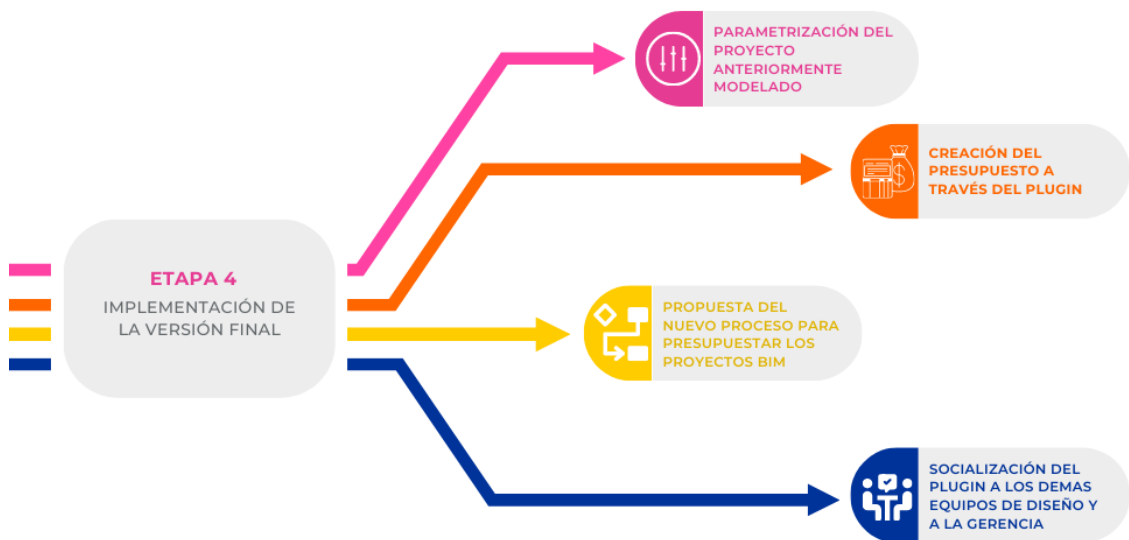 ETAPA 4
IMPLEMENTACIÓN DE
LA VERSIÓN FINAL
PARAMETRIZACIÓN DEL
PROYECTO
ANTERIORMENTE
MODELADO
CREACIÓN DEL
PRESUPUESTO A
TRAVÉS DEL PLUGIN
PROPUESTA DEL
NUEVO PROCESO PARA
PRESUPUESTAR LOS
PROYECTOS BIM
SOCIALIZACIÓN DEL
PLUGIN A LOS DEMAS
EQUIPOS DE DISEÑO Y
A LA GERENCIA